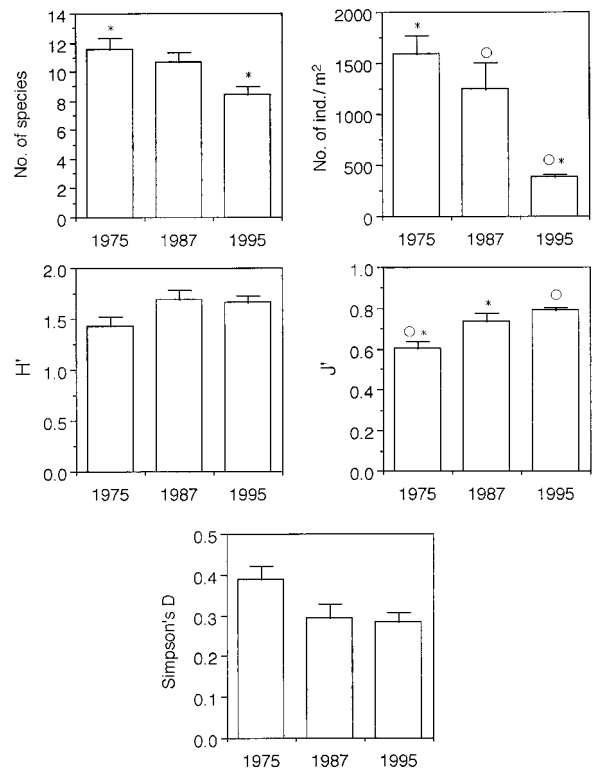 No. of species
14
12
10
8
6
4
2
0
* *
1975 1987 1995
No. of ind./m²
2000
1500
1000
500
0
* ○ ○ *
1975 1987 1995
H'
2.0
1.5
1.0
0.5
0.0
1975 1987 1995
J'
1.0
0.8
0.6
0.4
0.2
0.0
○ * * ○
1975 1987 1995
Simpson's D
0.5
0.4
0.3
0.2
0.1
0.0
1975 1987 1995